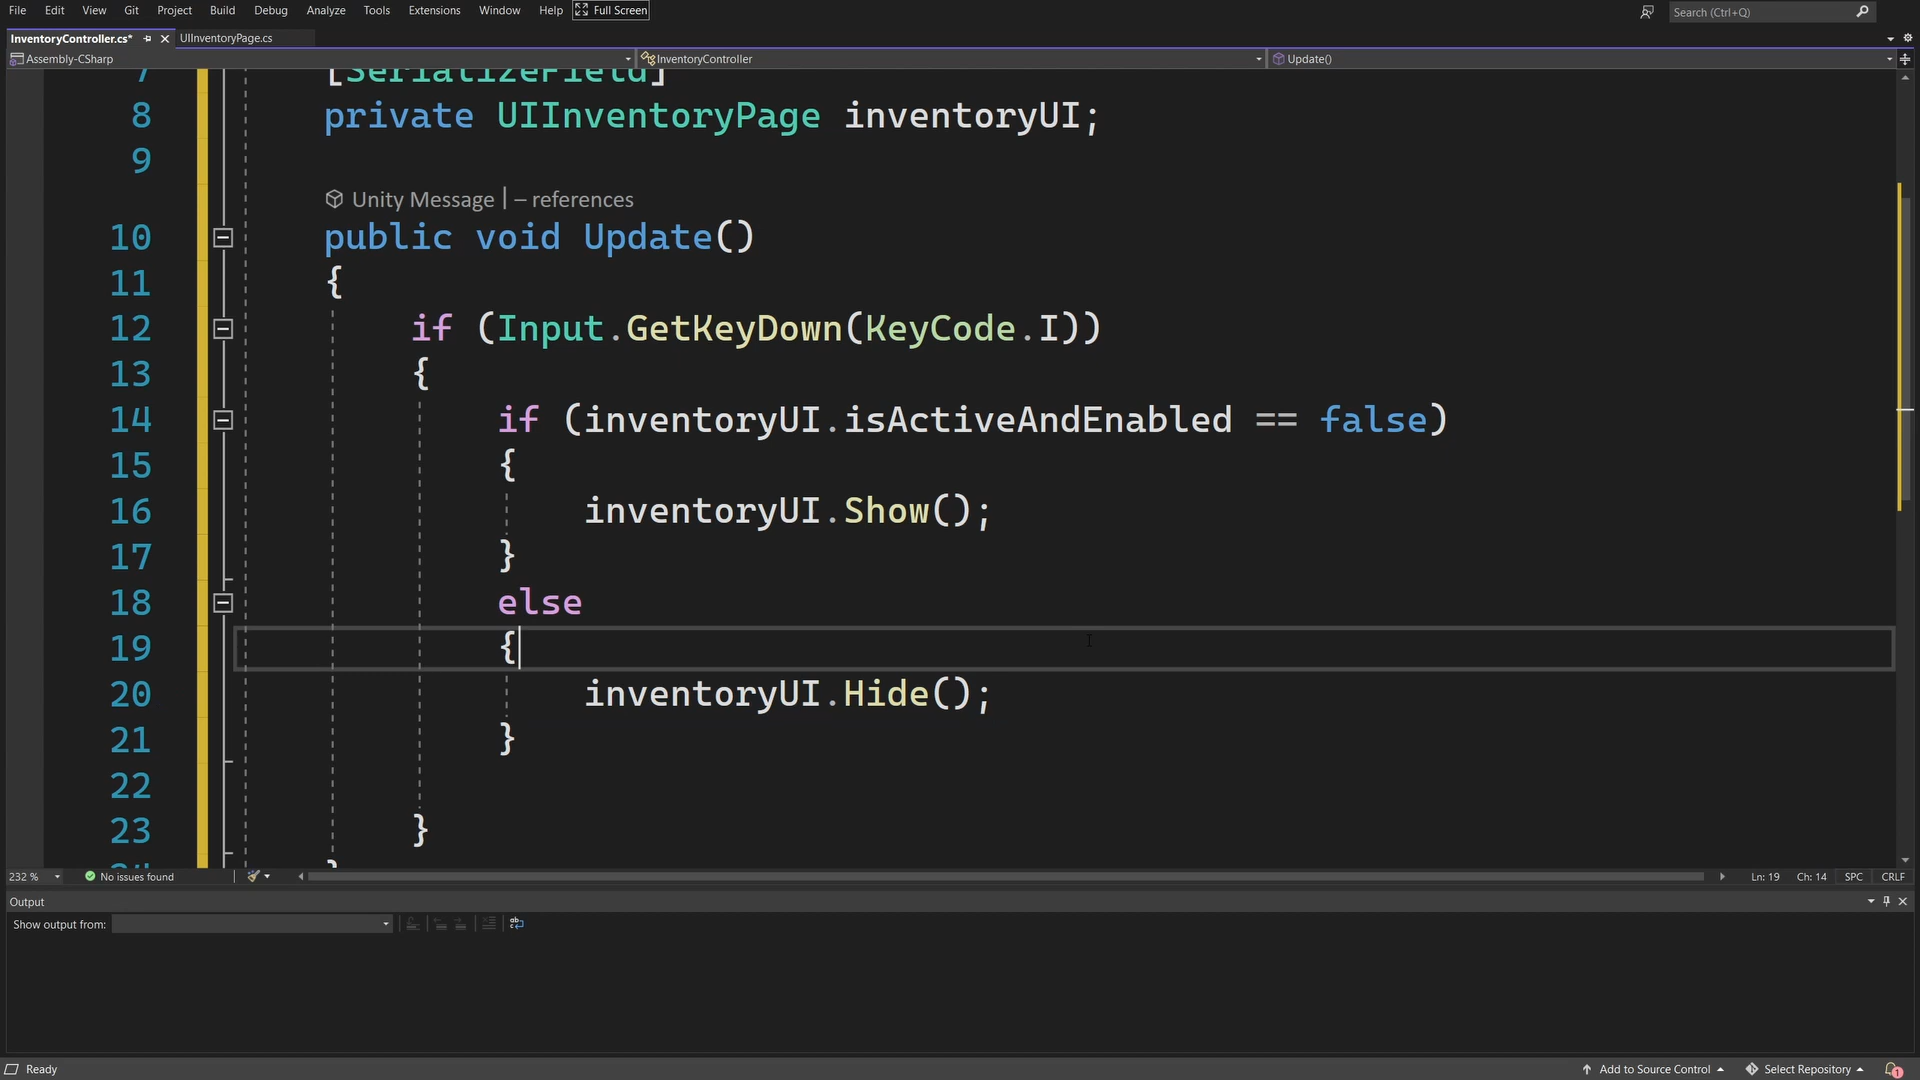 File Edit View Git Project Build Debug Analyze Tools Extensions Window Help Full Screen Search (Ctrl+Q)
InventoryController.cs* UIInventoryPage.cs
Assembly-CSharp InventoryController Update()
7 [SerializeField]
8 private UIInventoryPage inventoryUI;
9
Unity Message | – references
10 public void Update()
11 {
12 if (Input.GetKeyDown(KeyCode.I))
13 {
14 if (inventoryUI.isActiveAndEnabled == false)
15 {
16 inventoryUI.Show();
17 }
18 else
19 {
20 inventoryUI.Hide();
21 }
22
23 }
24 }
232 % No issues found Ln: 19 Ch: 14 SPC CRLF
Output
Show output from:
Ready Add to Source Control Select Repository 1